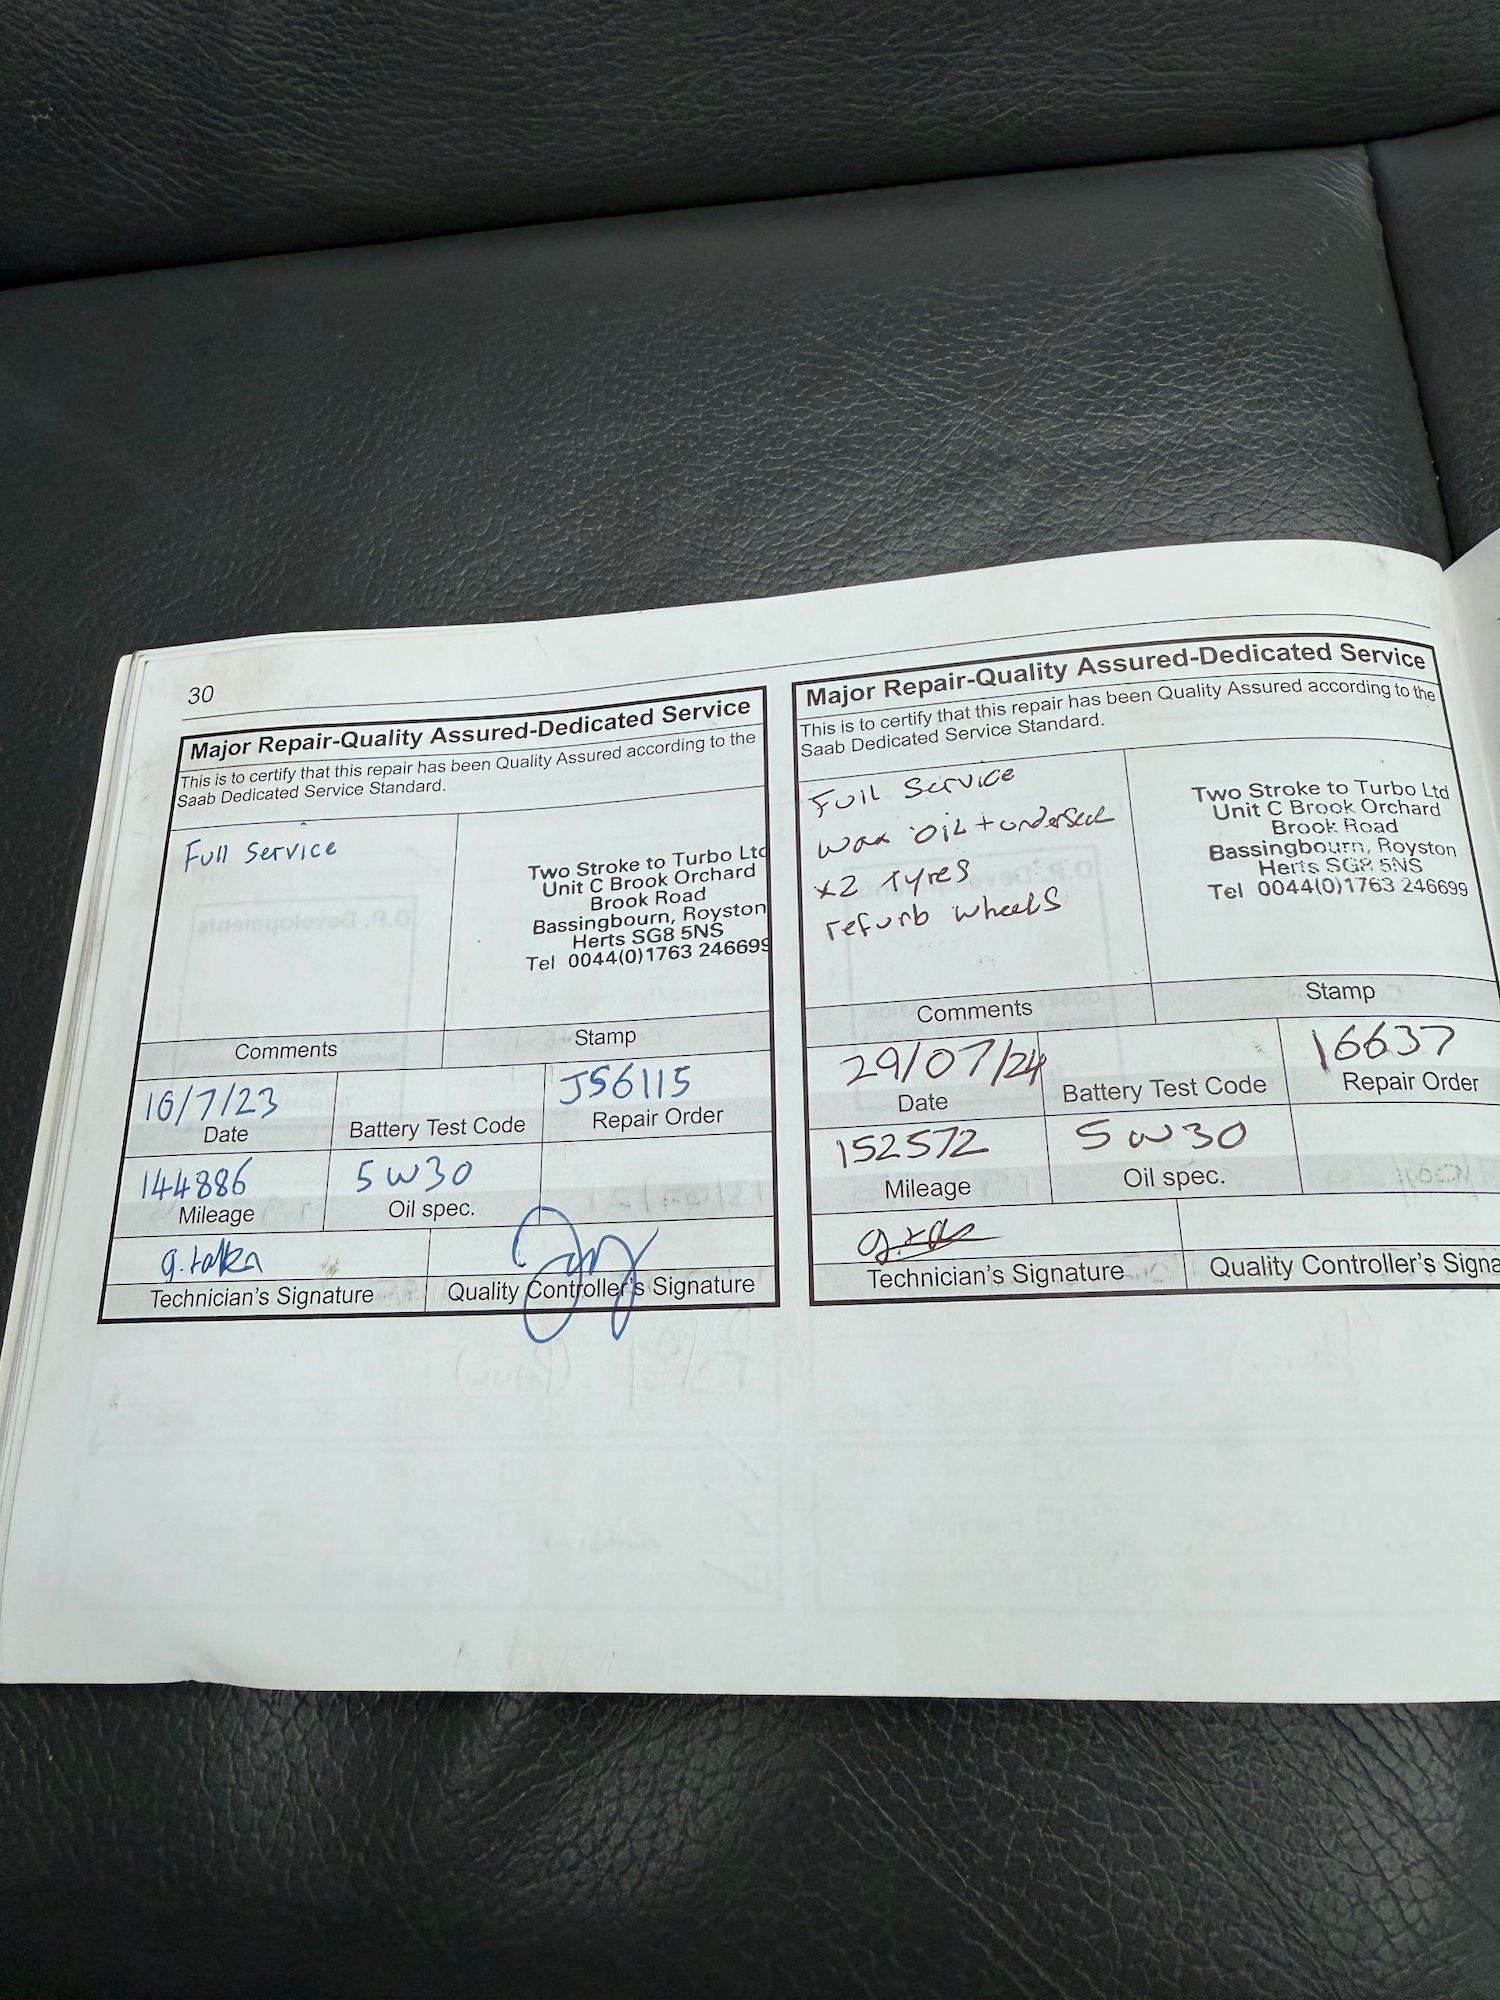 30
Major Repair-Quality Assured-Dedicated Service
This is to certify that this repair has been Quality Assured according to the
Saab Dedicated Service Standard.
Full Service
Two Stroke to Turbo Ltd
Unit C Brook Orchard
Brook Road
Bassingbourn, Royston
Herts SG8 5NS
Tel 0044(0)1763 246699
Comments
Stamp
16/7/23
Date
Battery Test Code
JS6115
Repair Order
144886
Mileage
5W30
Oil spec.
Technician's Signature
Quality Controller's Signature
Major Repair-Quality Assured-Dedicated Service
This is to certify that this repair has been Quality Assured according to the
Saab Dedicated Service Standard.
Full Service
wax oil + underseal
x2 tyres
refurb wheels
Two Stroke to Turbo Ltd
Unit C Brook Orchard
Brook Road
Bassingbourn, Royston
Herts SG8 5NS
Tel 0044(0)1763 246699
Comments
Stamp
29/07/24
Date
Battery Test Code
16637
Repair Order
152572
Mileage
5W30
Oil spec.
Technician's Signature
Quality Controller's Signa